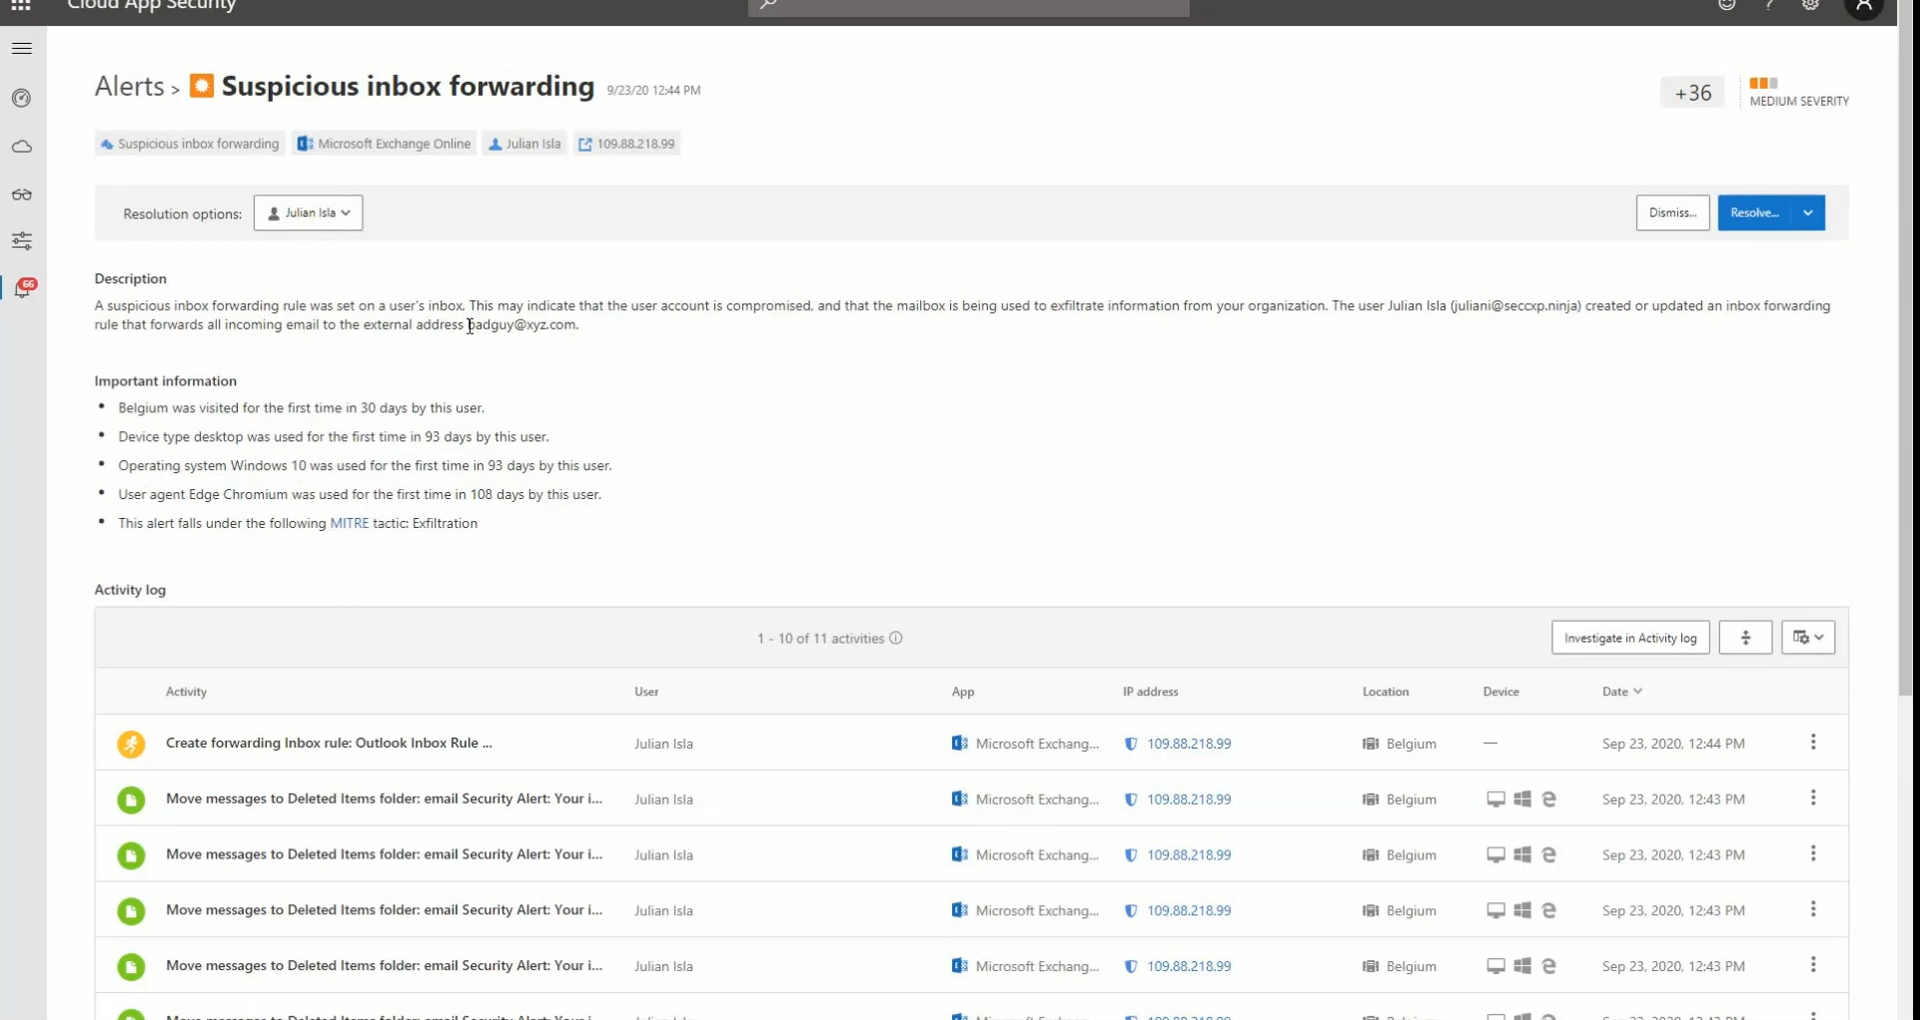 Cloud App Security
Alerts > Suspicious inbox forwarding 9/23/20 12:44 PM
+36
MEDIUM SEVERITY
Suspicious inbox forwarding Microsoft Exchange Online Julian Isla 109.88.218.99
Resolution options: Julian Isla Dismiss... Resolve...
66
Description
A suspicious inbox forwarding rule was set on a user's inbox. This may indicate that the user account is compromised, and that the mailbox is being used to exfiltrate information from your organization. The user Julian Isla (juliani@seccxp.ninja) created or updated an inbox forwarding
rule that forwards all incoming email to the external address badguy@xyz.com.
Important information
• Belgium was visited for the first time in 30 days by this user.
• Device type desktop was used for the first time in 93 days by this user.
• Operating system Windows 10 was used for the first time in 93 days by this user.
• User agent Edge Chromium was used for the first time in 108 days by this user.
• This alert falls under the following MITRE tactic: Exfiltration
Activity log
1 - 10 of 11 activities Investigate in Activity log
Activity User App IP address Location Device Date
Create forwarding Inbox rule: Outlook Inbox Rule ... Julian Isla Microsoft Exchang... 109.88.218.99 Belgium — Sep 23, 2020, 12:44 PM
Move messages to Deleted Items folder: email Security Alert: Your i... Julian Isla Microsoft Exchang... 109.88.218.99 Belgium Sep 23, 2020, 12:43 PM
Move messages to Deleted Items folder: email Security Alert: Your i... Julian Isla Microsoft Exchang... 109.88.218.99 Belgium Sep 23, 2020, 12:43 PM
Move messages to Deleted Items folder: email Security Alert: Your i... Julian Isla Microsoft Exchang... 109.88.218.99 Belgium Sep 23, 2020, 12:43 PM
Move messages to Deleted Items folder: email Security Alert: Your i... Julian Isla Microsoft Exchang... 109.88.218.99 Belgium Sep 23, 2020, 12:43 PM